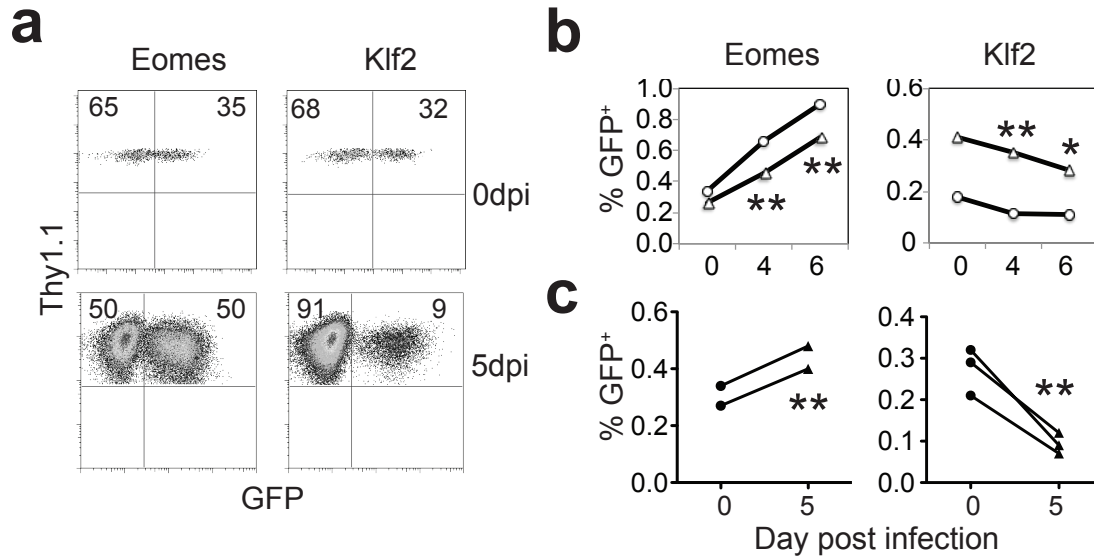 a
Eomes Klf2
65 35 68 32
0dpi
Thy1.1
50 50 91 9
5dpi
GFP
b
Eomes Klf2
% GFP+
1.0
0.8
0.6
0.4
0.2
0.0
** **
0 4 6
0.6
0.4
0.2
0
** *
0 4 6
c
% GFP+
0.6
0.4
0.2
0.0
**
0 5
0.4
0.3
0.2
0.1
0.0
**
0 5
Day post infection